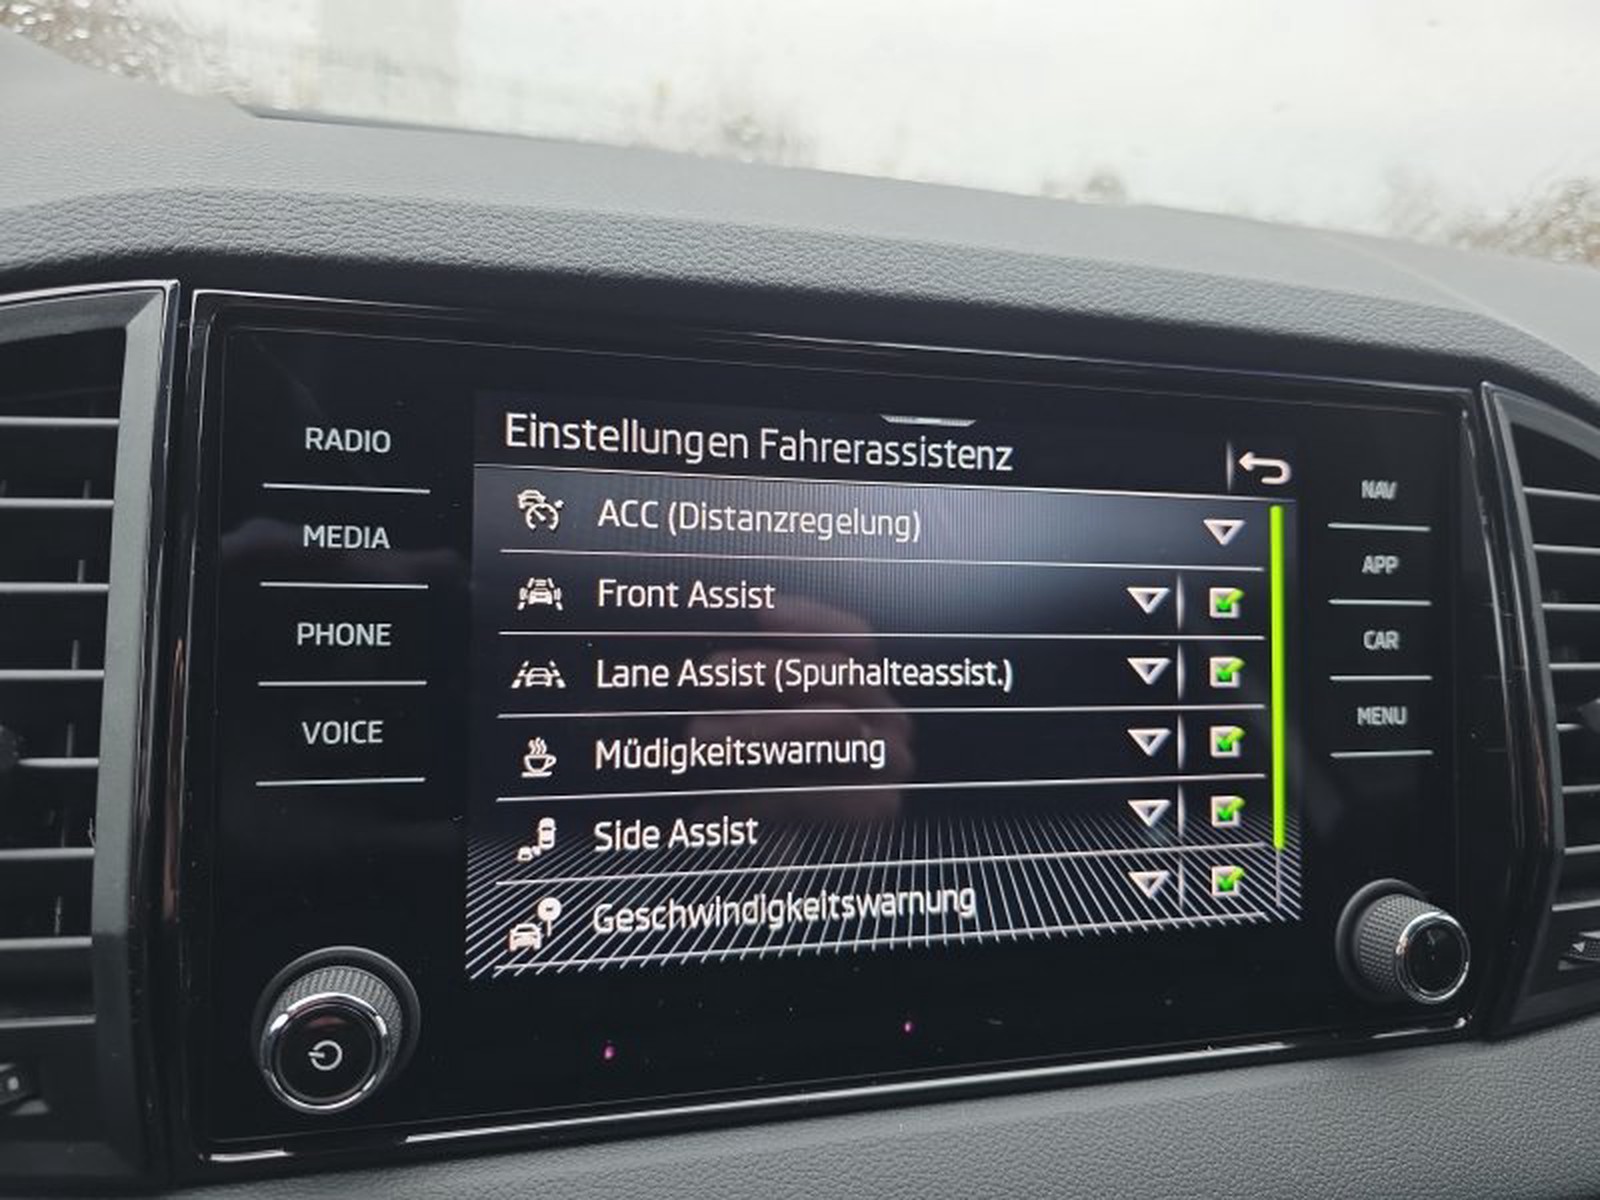 RADIO
MEDIA
PHONE
VOICE
Einstellungen Fahrerassistenz
ACC (Distanzregelung)
Front Assist
Lane Assist (Spurhalteassist.)
Müdigkeitswarnung
Side Assist
Geschwindigkeitswarnung
NAV
APP
CAR
MENU